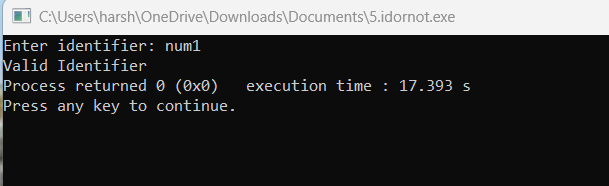 C:\Users\harsh\OneDrive\Downloads\Documents\5.idornot.exe
Enter identifier: num1
Valid Identifier
Process returned 0 (0x0)   execution time : 17.393 s
Press any key to continue.